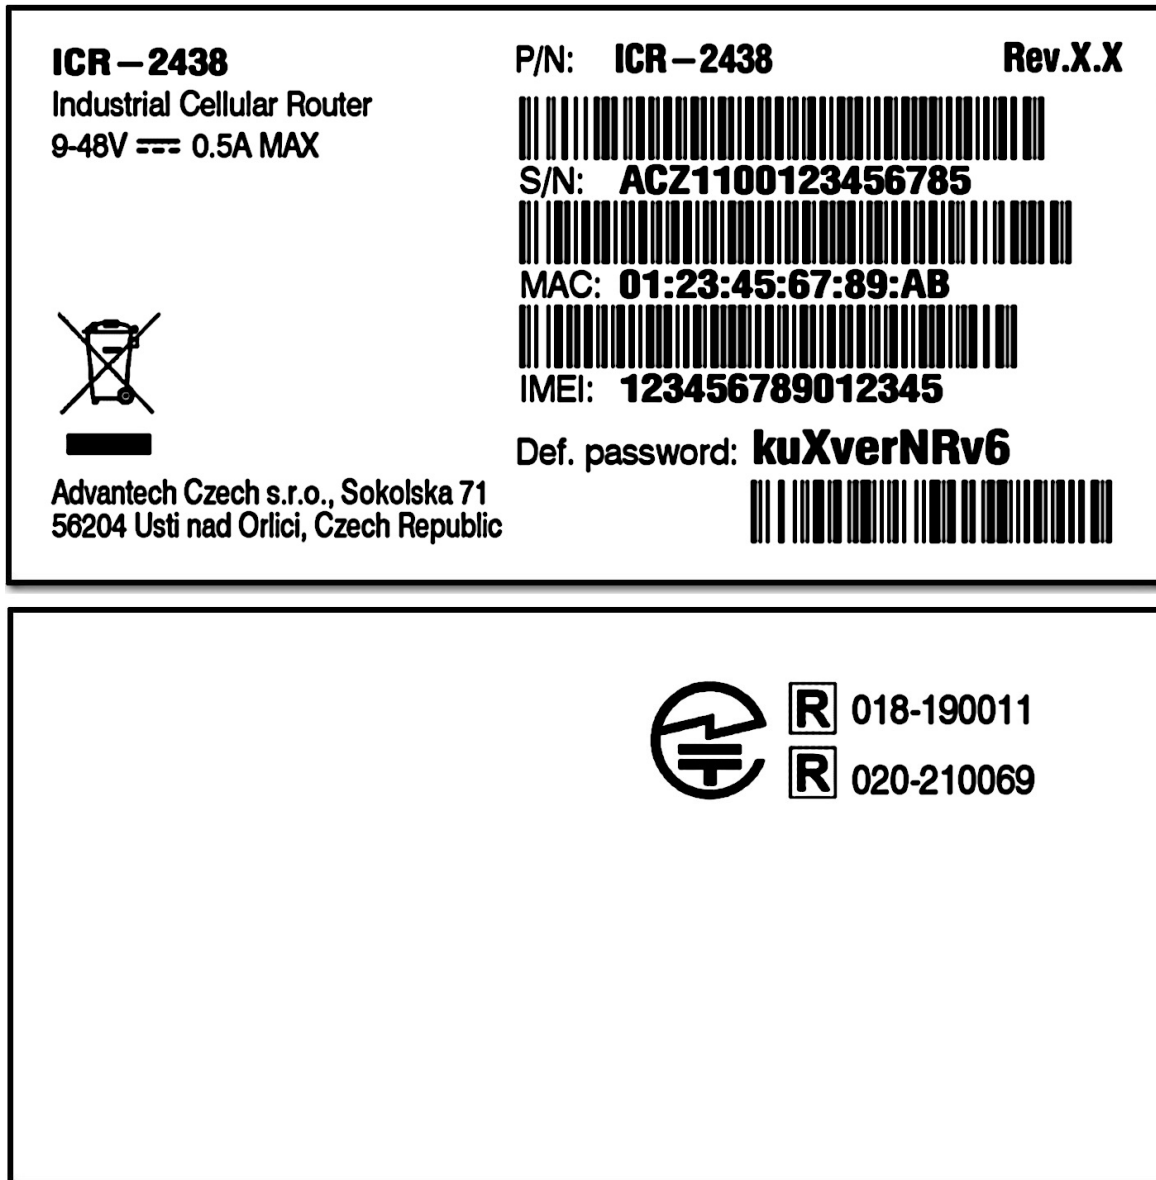 ICR-2438
Industrial Cellular Router
9-48V 0.5A MAX
Advantech Czech s.r.o., Sokolska 71
56204 Usti nad Orlici, Czech Republic
P/N: ICR-2438 Rev.X.X
S/N: ACZ1100123456785
MAC: 01:23:45:67:89:AB
IMEI: 123456789012345
Def. password: kuXverNRv6
R 018-190011
R 020-210069